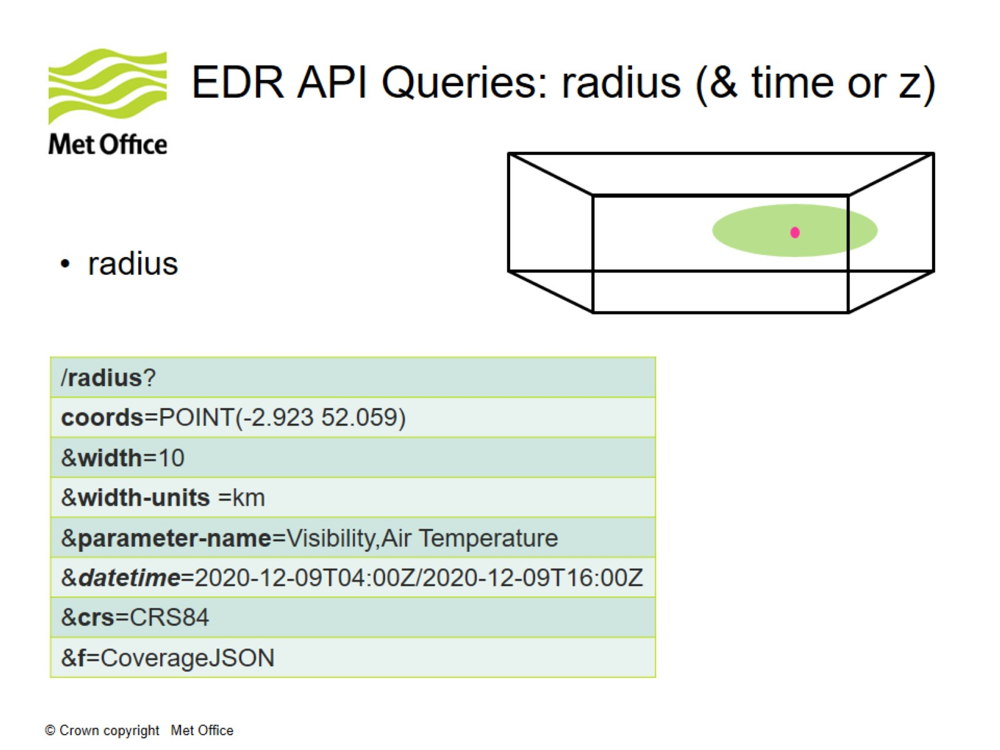 EDR API Queries: radius (& time or z)
Met Office
• radius
/radius?
coords=POINT(-2.923 52.059)
&width=10
&width-units =km
&parameter-name=Visibility,Air Temperature
&datetime=2020-12-09T04:00Z/2020-12-09T16:00Z
&crs=CRS84
&f=CoverageJSON
© Crown copyright Met Office